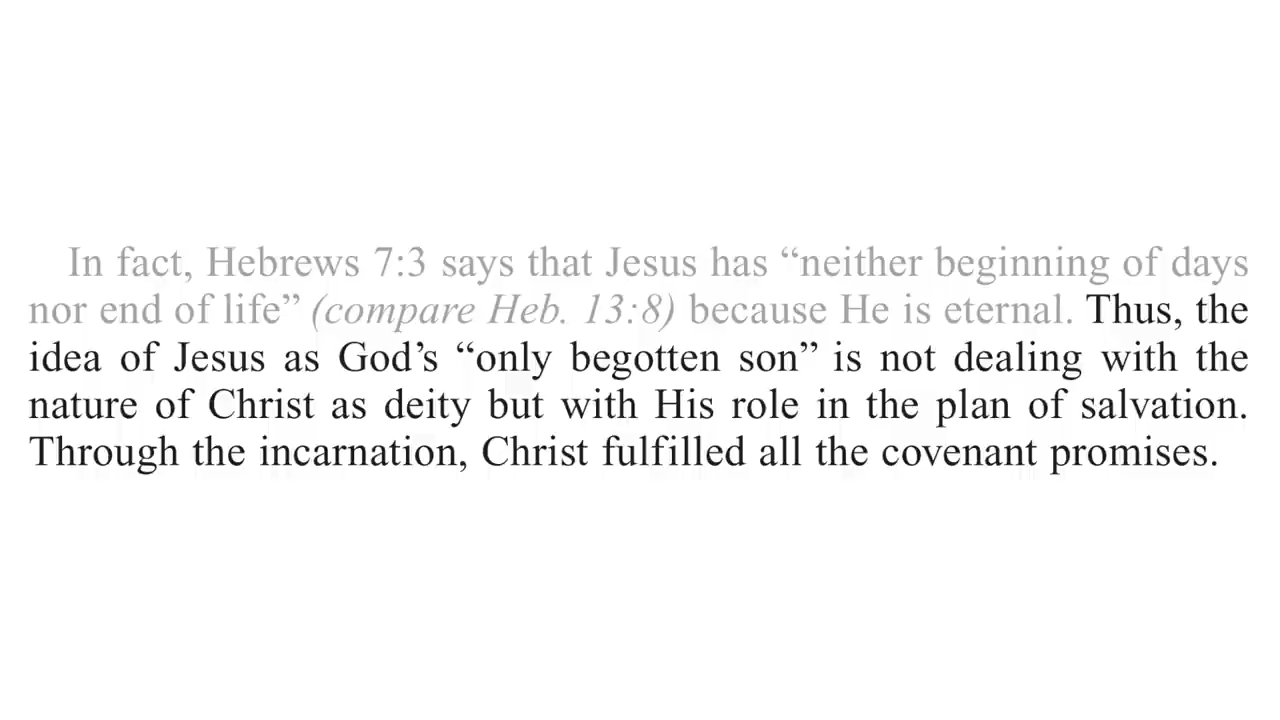 In fact, Hebrews 7:3 says that Jesus has “neither beginning of days
nor end of life” (compare Heb. 13:8) because He is eternal. Thus, the
idea of Jesus as God’s “only begotten son” is not dealing with the
nature of Christ as deity but with His role in the plan of salvation.
Through the incarnation, Christ fulfilled all the covenant promises.